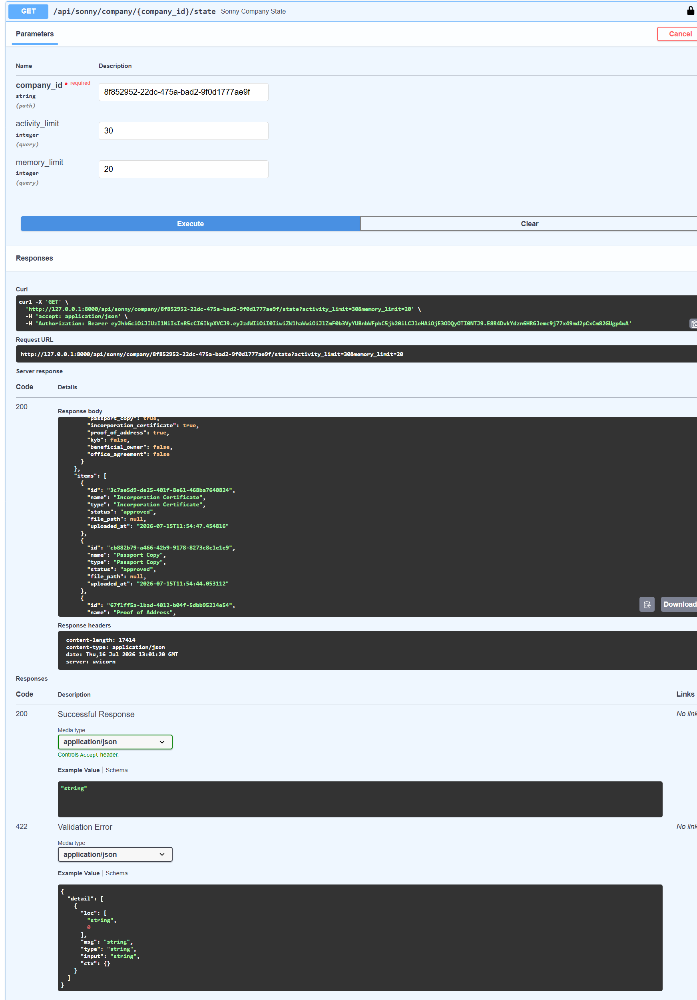 GET /api/sonny/company/{company_id}/state Sonny Company State
Parameters
Cancel
Name Description
company_id * required
string
(path)
8f852952-22dc-475a-bad2-9f0d1777ae9f
activity_limit
integer
(query)
30
memory_limit
integer
(query)
20
Execute Clear
Responses
Curl
curl -X 'GET' \
'http://127.0.0.1:8000/api/sonny/company/8f852952-22dc-475a-bad2-9f0d1777ae9f/state?activity_limit=30&memory_limit=20' \
-H 'accept: application/json' \
-H 'Authorization: Bearer eyJhbGciOiJIUzI1NiIsInR5cCI6IkpXVCJ9.eyJzdWIiOiI0IiwiZW1haWwiOiJlZmF0b3VyYUBnbWFpbC5jb20iLCJleHAiOjE3ODQyOTI0NTJ9.E8R4DvkYdzn6HRGJemc9j77x49md2pCxCm82GUgp4wA'
Request URL
http://127.0.0.1:8000/api/sonny/company/8f852952-22dc-475a-bad2-9f0d1777ae9f/state?activity_limit=30&memory_limit=20
Server response
Code Details
200
Response body
"passport_copy": true,
"incorporation_certificate": true,
"proof_of_address": true,
"kyb": false,
"beneficial_owner": false,
"office_agreement": false
}
},
"items": [
{
"id": "3c7ae5d9-de25-401f-8e61-468ba7640824",
"name": "Incorporation Certificate",
"type": "Incorporation Certificate",
"status": "approved",
"file_path": null,
"uploaded_at": "2026-07-15T11:54:47.454816"
},
{
"id": "cb882b79-a466-42b9-9178-8273c8c1e1e9",
"name": "Passport Copy",
"type": "Passport Copy",
"status": "approved",
"file_path": null,
"uploaded_at": "2026-07-15T11:54:44.053112"
},
{
"id": "67f1ff5a-1bad-4012-b04f-5dbb95214e54",
"name": "Proof of Address",
Download
Response headers
content-length: 17414
content-type: application/json
date: Thu,16 Jul 2026 13:01:20 GMT
server: uvicorn
Responses
Code Description Links
200 Successful Response No link
Media type
application/json
Controls Accept header.
Example Value Schema
"string"
422 Validation Error No link
Media type
application/json
Example Value Schema
{
"detail": [
{
"loc": [
"string",
0
],
"msg": "string",
"type": "string",
"input": "string",
"ctx": {}
}
]
}